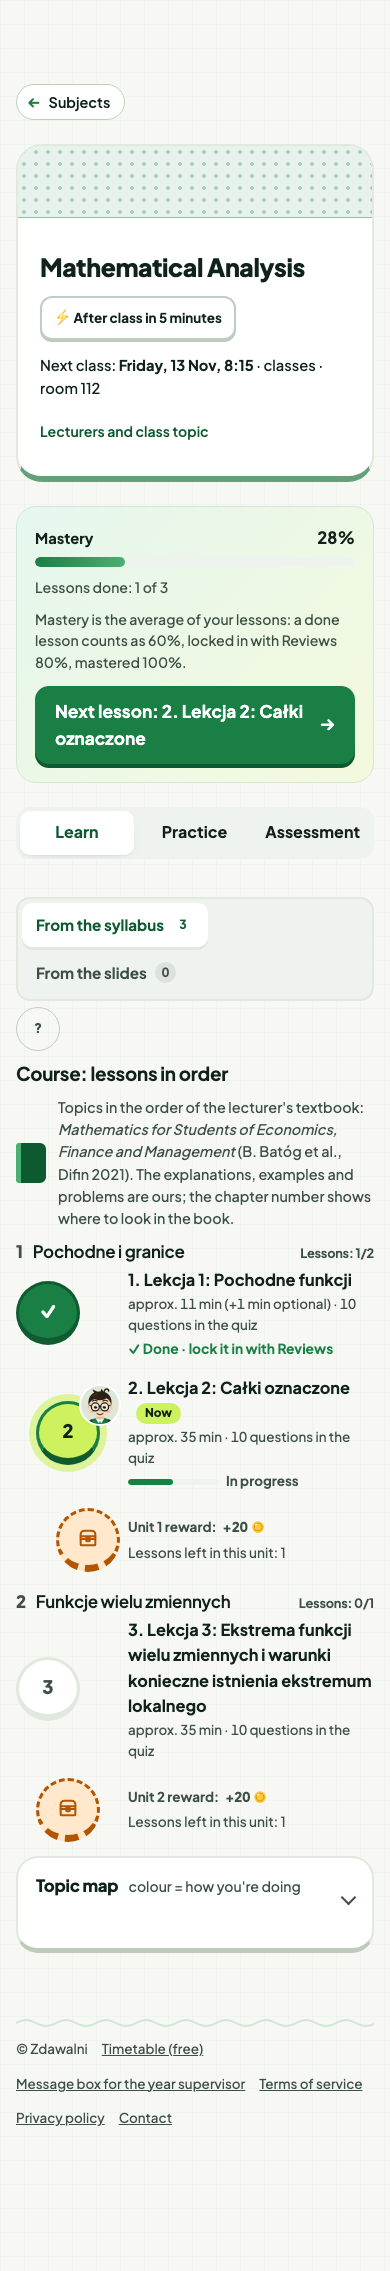 ← Subjects
Mathematical Analysis
⚡ After class in 5 minutes
Next class: Friday, 13 Nov, 8:15 · classes ·
room 112
Lecturers and class topic
Mastery 28%
Lessons done: 1 of 3
Mastery is the average of your lessons: a done
lesson counts as 60%, locked in with Reviews
80%, mastered 100%.
Next lesson: 2. Lekcja 2: Całki
oznaczone →
Learn Practice Assessment
From the syllabus 3
From the slides 0
?
Course: lessons in order
Topics in the order of the lecturer's textbook:
Mathematics for Students of Economics,
Finance and Management (B. Batóg et al.,
Difin 2021). The explanations, examples and
problems are ours; the chapter number shows
where to look in the book.
1 Pochodne i granice Lessons: 1/2
1. Lekcja 1: Pochodne funkcji
approx. 11 min (+1 min optional) · 10
questions in the quiz
✓ Done · lock it in with Reviews
2 2. Lekcja 2: Całki oznaczone
Now
approx. 35 min · 10 questions in the
quiz
In progress
Unit 1 reward: +20
Lessons left in this unit: 1
2 Funkcje wielu zmiennych Lessons: 0/1
3. Lekcja 3: Ekstrema funkcji
wielu zmiennych i warunki
3 konieczne istnienia ekstremum
lokalnego
approx. 35 min · 10 questions in the
quiz
Unit 2 reward: +20
Lessons left in this unit: 1
Topic map colour = how you're doing
© Zdawalni Timetable (free)
Message box for the year supervisor Terms of service
Privacy policy Contact